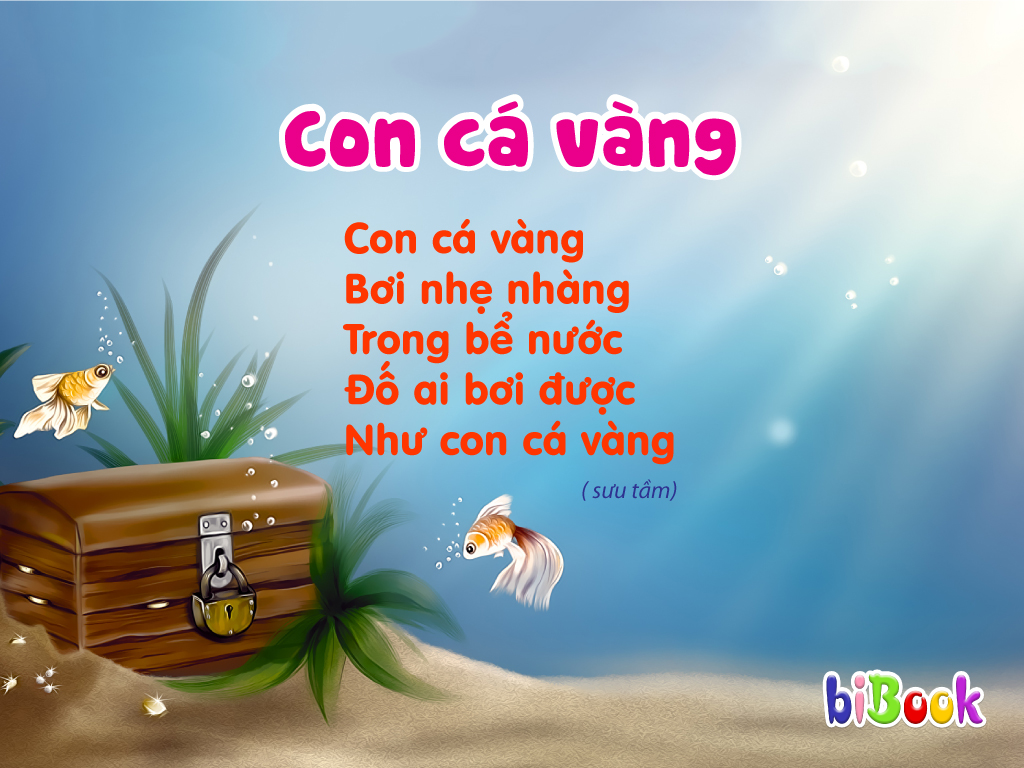 Con cá vàng
Con cá vàng
Bơi nhẹ nhàng
Trong bể nước
Đố ai bơi được
Như con cá vàng
( sưu tầm)
biBook